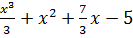 x³/3 + x² + 7/3 x − 5